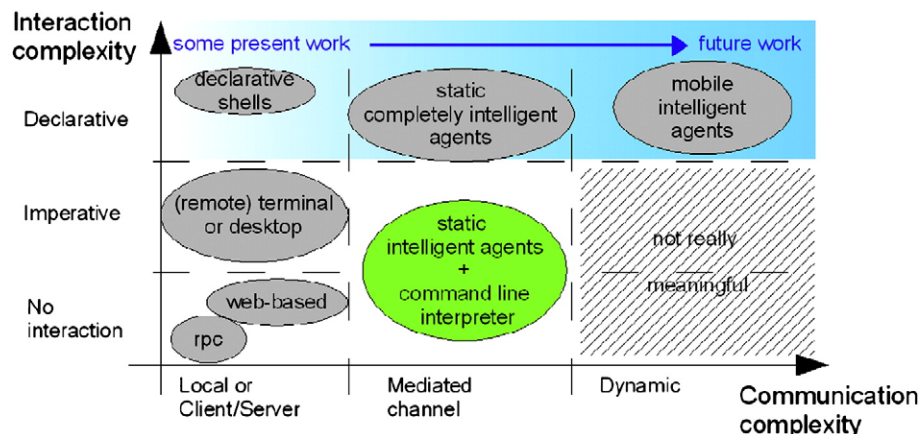 Interaction
complexity
some present work
future work
declarative
shells
static
completely intelligent
agents
mobile
intelligent
agents
Declarative
Imperative
(remote) terminal
or desktop
static
intelligent agents
+
command line
interpreter
not really
meaningful
No
interaction
web-based
rpc
Local or
Client/Server
Mediated
channel
Dynamic
Communication
complexity